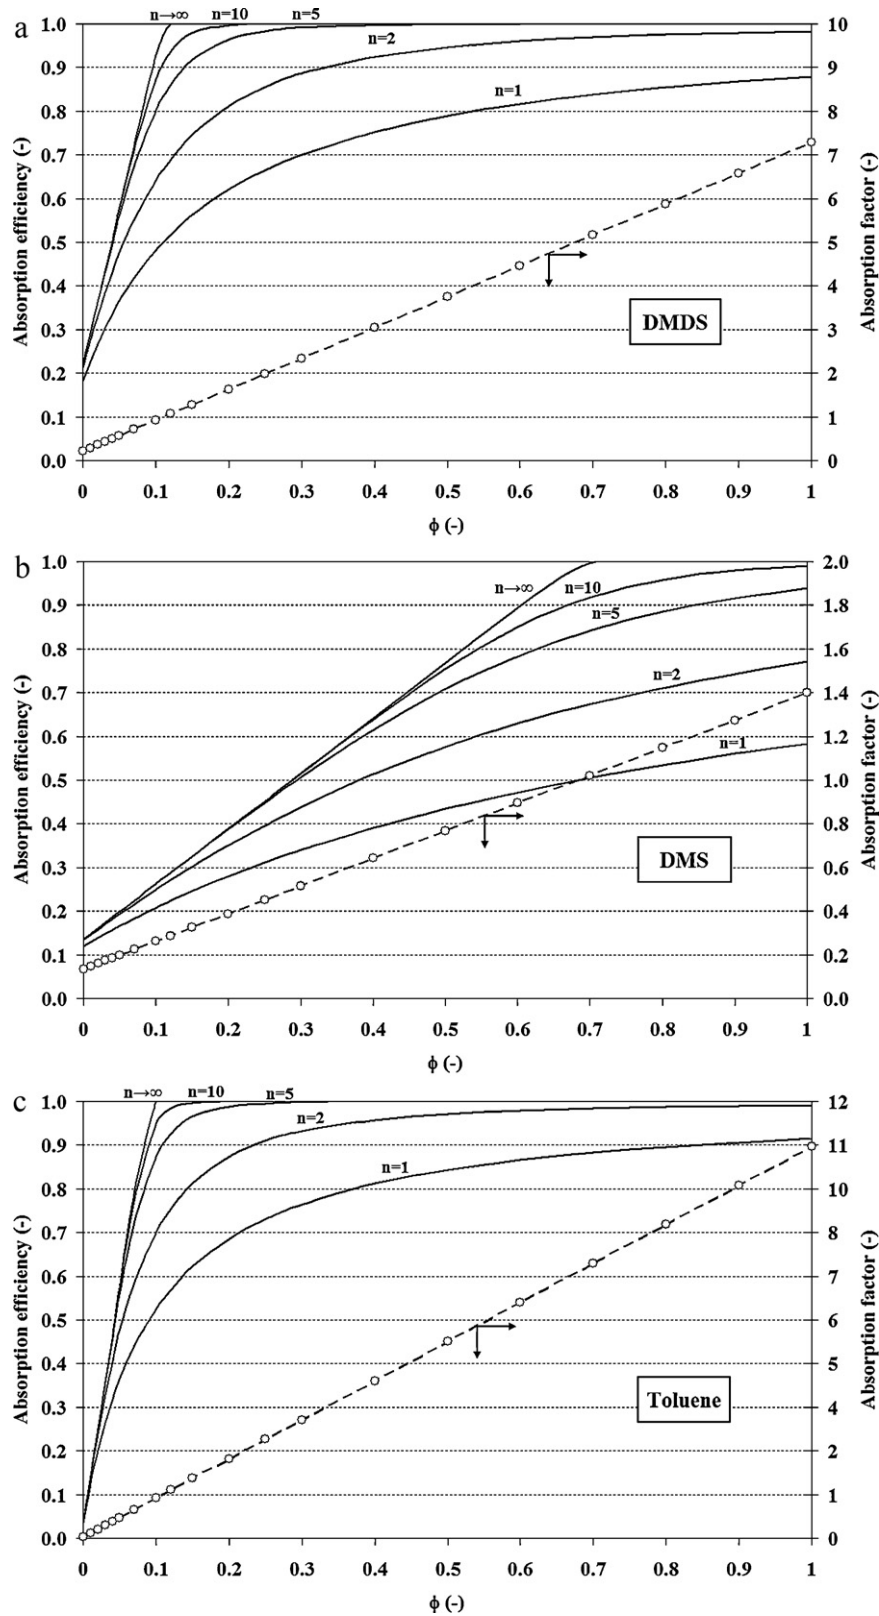 a
n→∞ n=10 n=5
n=2
n=1
1.0
0.9
0.8
0.7
0.6
0.5
0.4
0.3
0.2
0.1
0.0
Absorption efficiency (-)
10
9
8
7
6
5
4
3
2
1
0
Absorption factor (-)
DMDS
0 0.1 0.2 0.3 0.4 0.5 0.6 0.7 0.8 0.9 1
ϕ (-)
b
n→∞
n=10
n=5
n=2
n=1
1.0
0.9
0.8
0.7
0.6
0.5
0.4
0.3
0.2
0.1
0.0
Absorption efficiency (-)
2.0
1.8
1.6
1.4
1.2
1.0
0.8
0.6
0.4
0.2
0.0
Absorption factor (-)
DMS
0 0.1 0.2 0.3 0.4 0.5 0.6 0.7 0.8 0.9 1
ϕ (-)
c
n→∞ n=10 n=5
n=2
n=1
1.0
0.9
0.8
0.7
0.6
0.5
0.4
0.3
0.2
0.1
0.0
Absorption efficiency (-)
12
11
10
8
7
6
5
4
2
1
0
Absorption factor (-)
Toluene
0 0.1 0.2 0.3 0.4 0.5 0.6 0.7 0.8 0.9 1
ϕ (-)